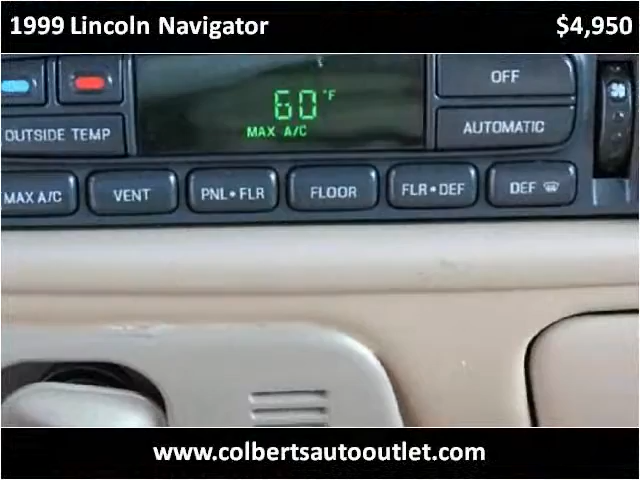 1999 Lincoln Navigator $4,950
OFF
60°F
MAX A/C
OUTSIDE TEMP
AUTOMATIC
MAX A/C VENT PNL•FLR FLOOR FLR•DEF DEF
www.colbertsautooutlet.com